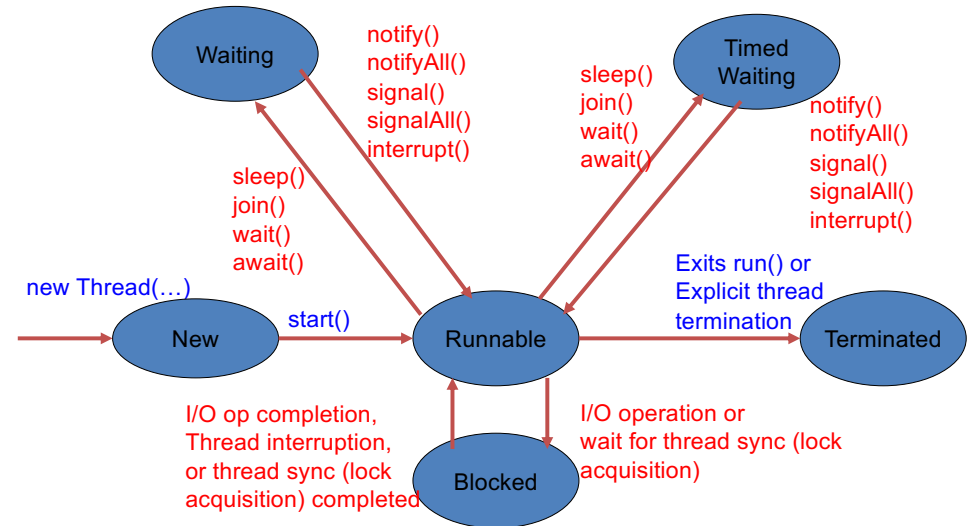 Waiting
notify()
notifyAll()
signal()
signalAll()
interrupt()
Timed
Waiting
sleep()
join()
wait()
await()
notify()
notifyAll()
signal()
signalAll()
interrupt()
sleep()
join()
wait()
await()
new Thread(…)
New
start()
Runnable
Exits run() or
Explicit thread
termination
Terminated
I/O op completion,
Thread interruption,
or thread sync (lock
acquisition) completed
Blocked
I/O operation or
wait for thread sync (lock
acquisition)